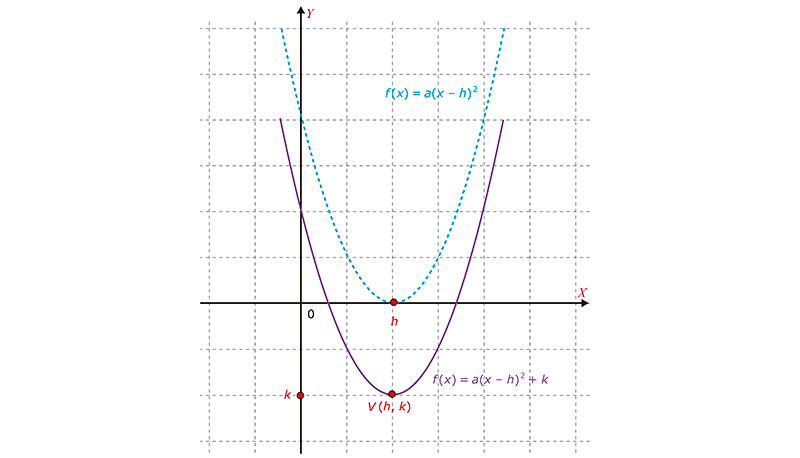 Y
f(x) = a(x – h)²
X
0
h
f(x) = a(x – h)² + k
k
V(h, k)